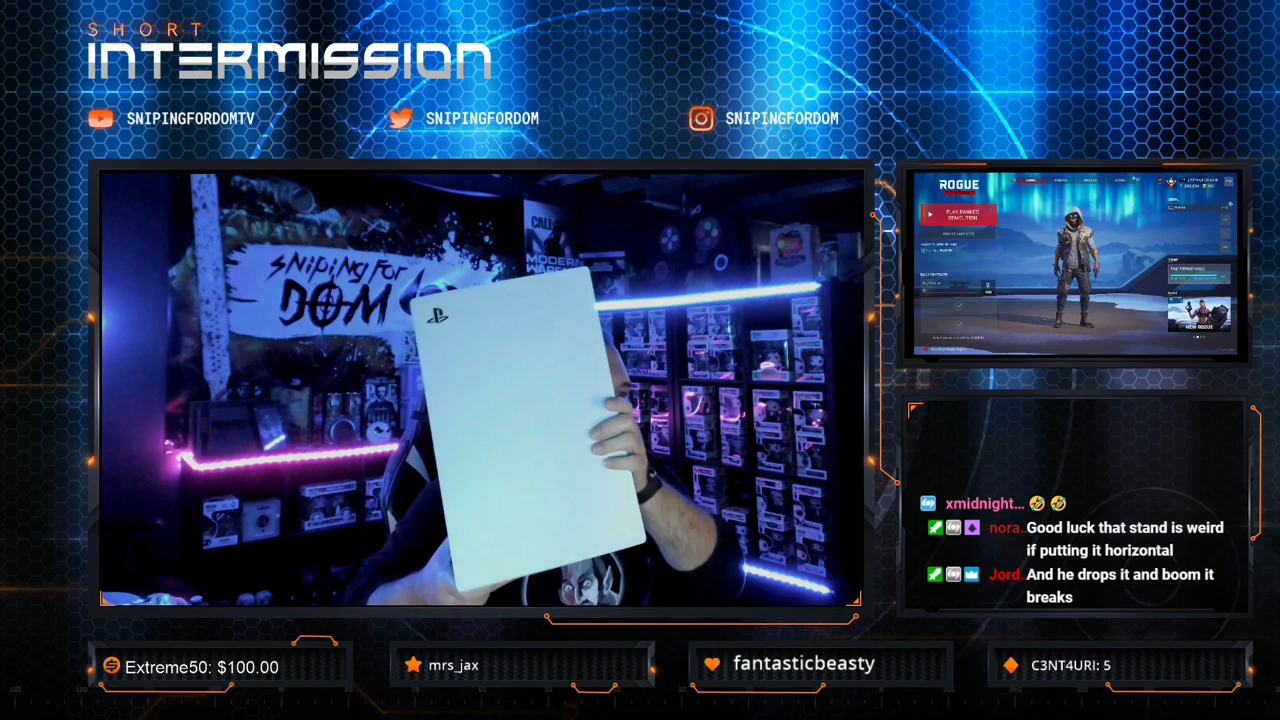 SHORT
INTERMISSION
SNIPINGFORDOMTV
SNIPINGFORDOM
SNIPINGFORDOM
SNIPING FOR
DOM
CALL OF
MODERN
ROGUE
PLAY RANKED
DEMOLITION
NEW ROGUE
xmidnight...
nora..Good luck that stand is weird
if putting it horizontal
Jord..And he drops it and boom it
breaks
Extreme50: $100.00
mrs_jax
fantasticbeasty
C3NT4URI: 5